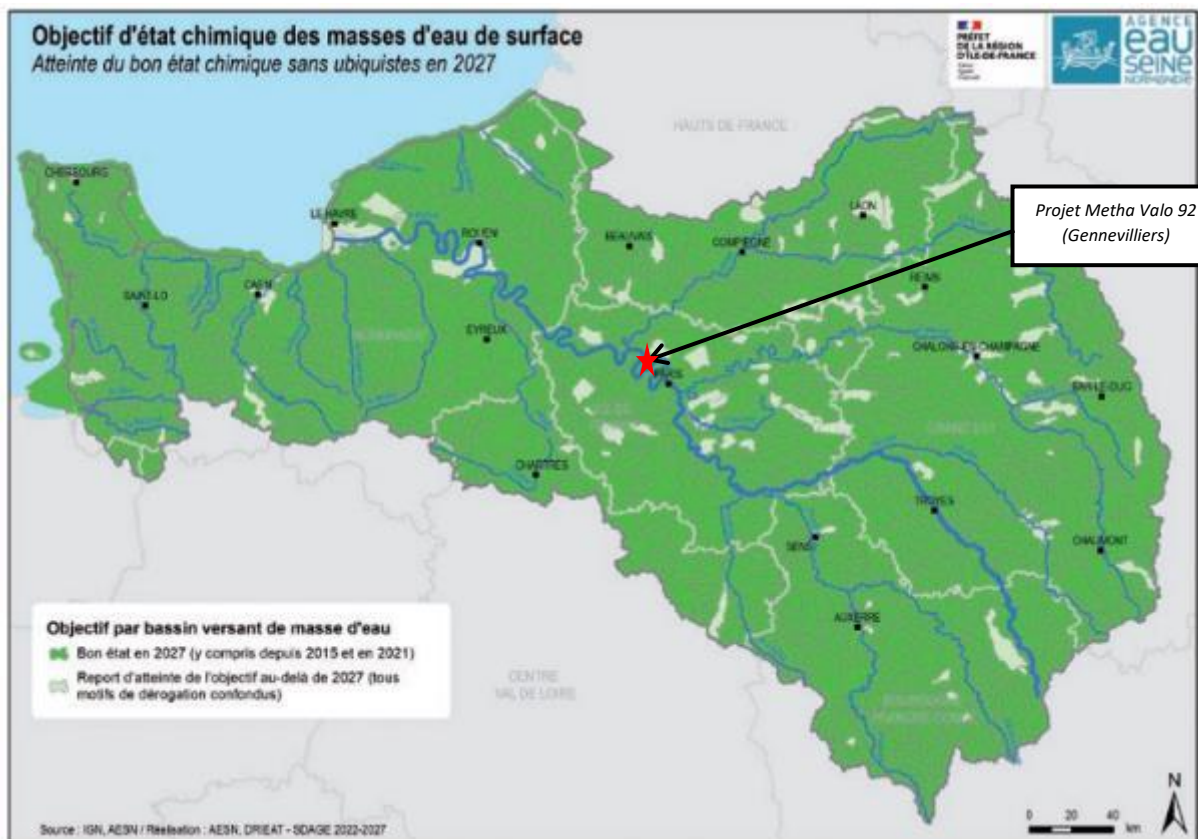 Objectif d'état chimique des masses d'eau de surface
Atteinte du bon état chimique sans ubiquistes en 2027
PRÉFET
DE LA RÉGION
D'ÎLE-DE-FRANCE
AGENCE
eau
SEINE
NORMANDIE
HAUTS-DE-FRANCE
CHERBOURG
LE HAVRE
ROUEN
BEAUVAIS
COMPIEGNE
LAON
Projet Metha Valo 92
(Gennevilliers)
REIMS
SAINT-LO
CAEN
EVREUX
CHALONS-EN-CHAMPAGNE
BAR-LE-DUC
PARIS
GRAND EST
CHARTRES
TROYES
SENS
CHAUMONT
AUXERRE
CENTRE
VAL DE LOIRE
Objectif par bassin versant de masse d'eau
Bon état en 2027 (y compris depuis 2015 et en 2021)
Report d'atteinte de l'objectif au-delà de 2027 (tous
motifs de dérogation confondus)
N
0 20 40
km
Source : IGN, AESN / Réalisation : AESN, DRIEAT - SDAGE 2022-2027